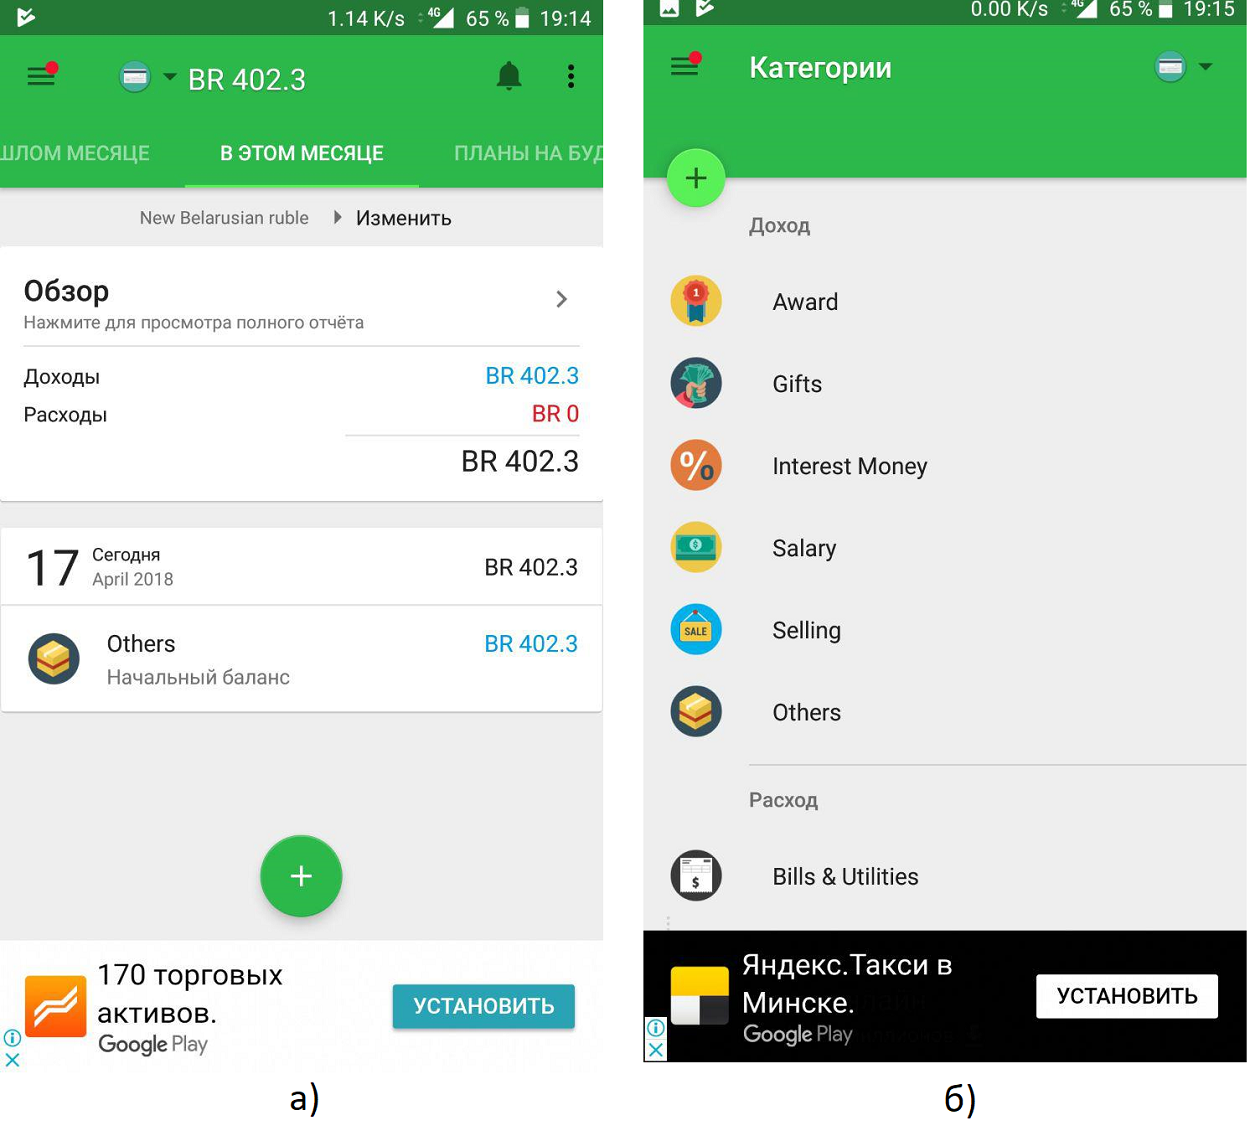 1.14 K/s 4G 65 % 19:14
BR 402.3
ШЛОМ МЕСЯЦЕ В ЭТОМ МЕСЯЦЕ ПЛАНЫ НА БУД
New Belarusian ruble Изменить
Обзор
Нажмите для просмотра полного отчёта
Доходы BR 402.3
Расходы BR 0
BR 402.3
17 Сегодня
April 2018
BR 402.3
Others BR 402.3
Начальный баланс
+
170 торговых
активов.
Google Play
УСТАНОВИТЬ
а)
0.00 K/s 4G 65 % 19:15
Категории
+
Доход
1
Award
Gifts
% Interest Money
$ Salary
SALE Selling
Others
Расход
$ Bills & Utilities
Яндекс.Такси в
Минске.
Google Play
УСТАНОВИТЬ
б)